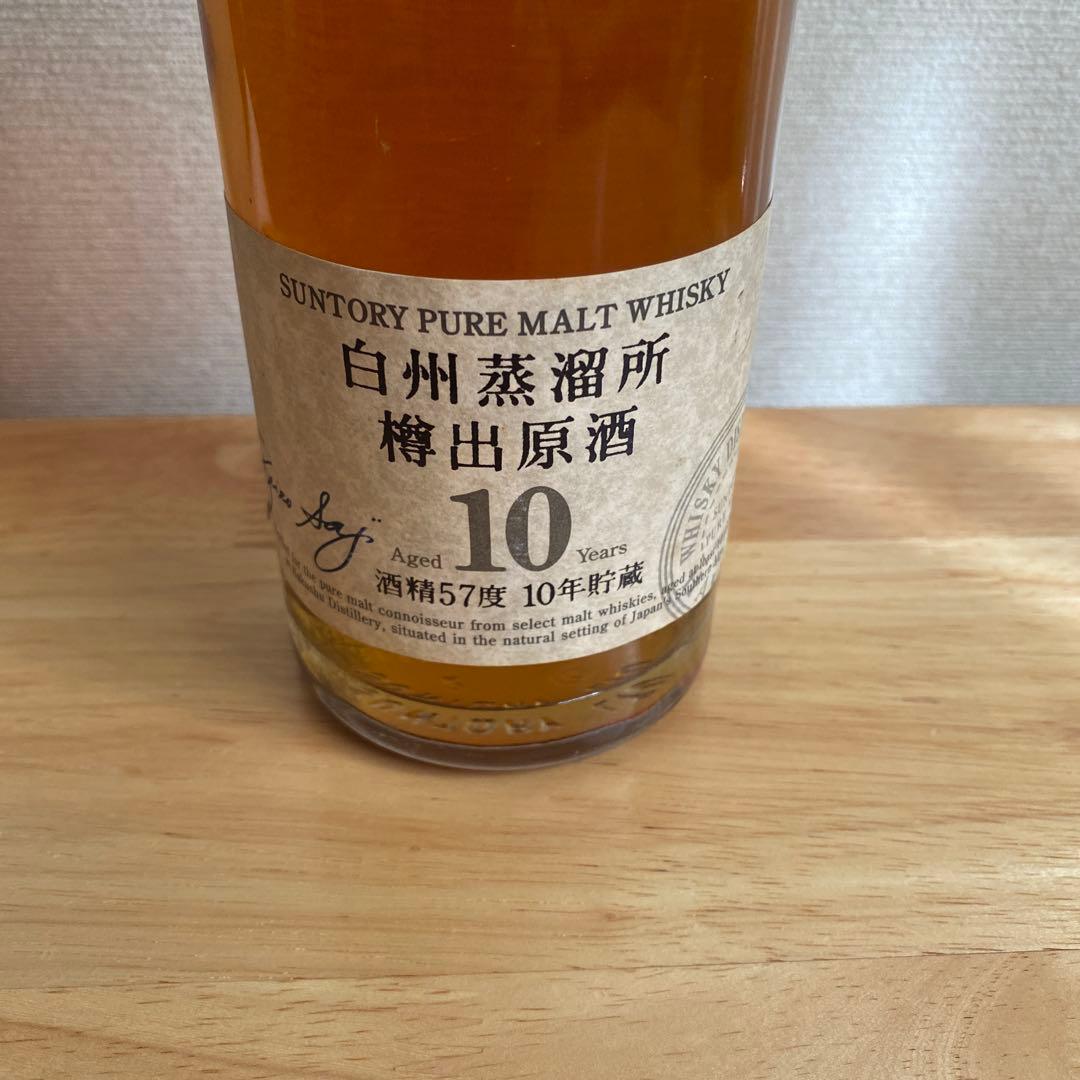 SUNTORY PURE MALT WHISKY
白州蒸溜所
樽出原酒
Aged 10 Years
酒精57度 10年貯蔵
the pure malt connoisseur from select malt whiskies, aged
Distillery, situated in the natural setting of Japan's
WHISKY